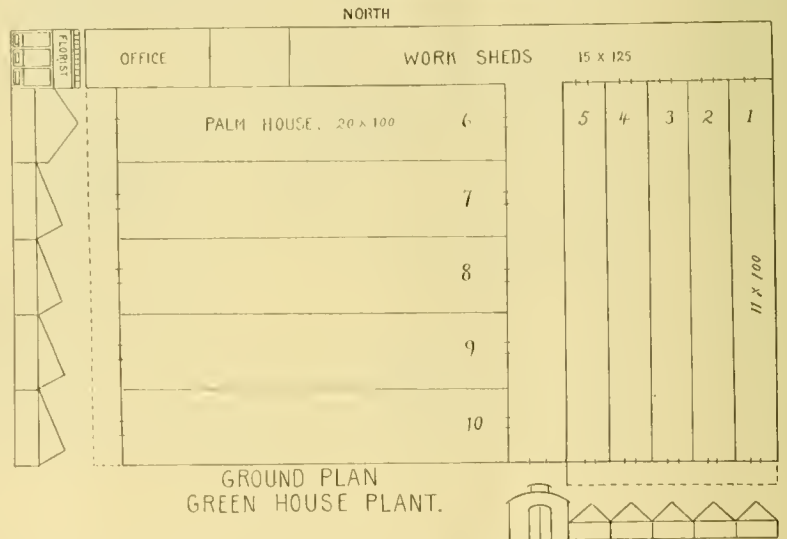 NORTH
FLORIST
OFFICE
WORK SHEDS 15 x 125
PALM HOUSE. 20 x 100 6
5 4 3 2 1
7
8
11 x 100
9
10
GROUND PLAN
GREEN HOUSE PLANT.